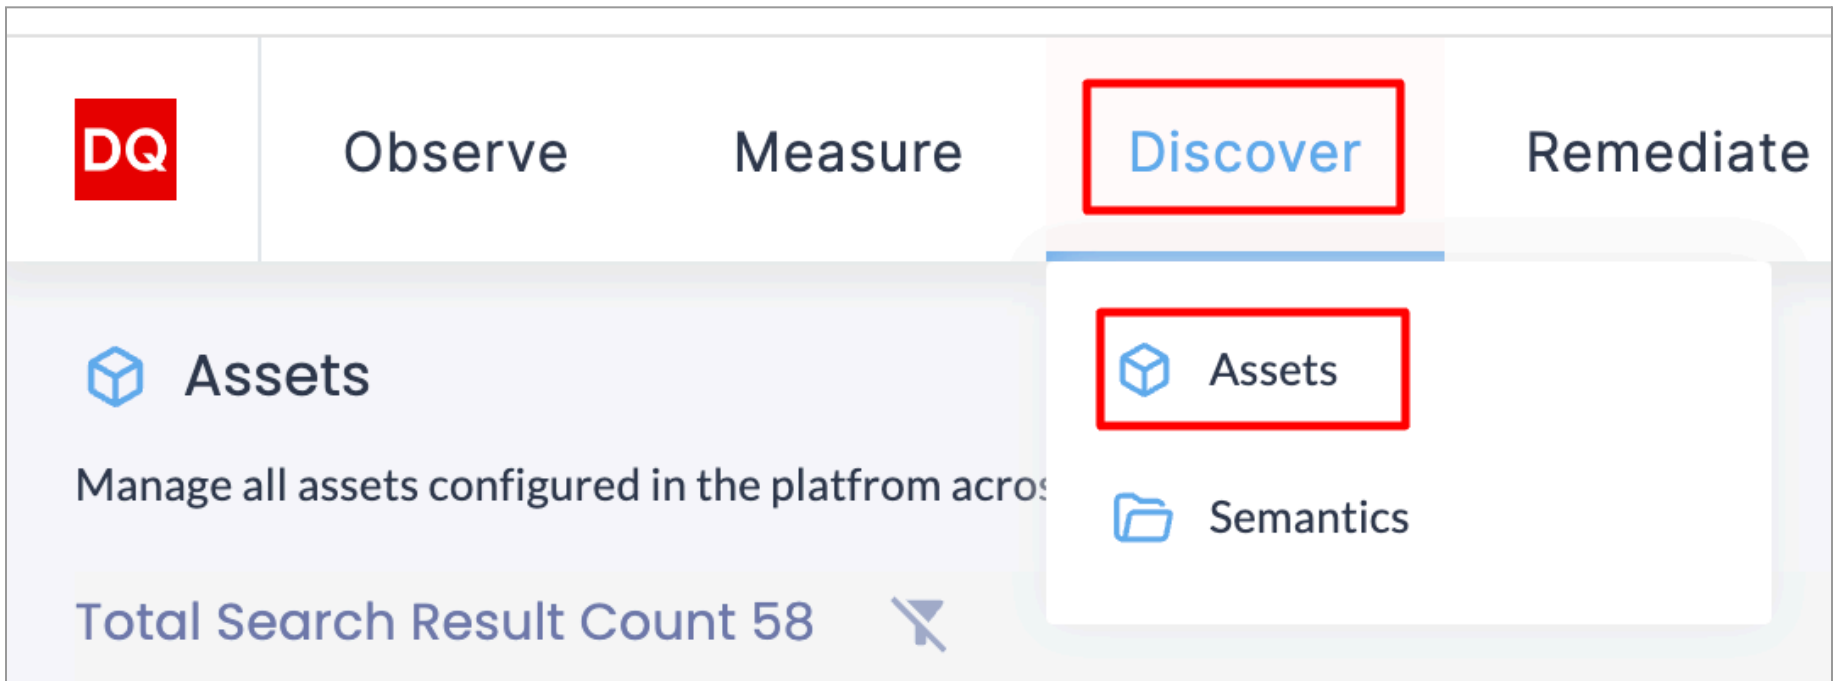 DQ Observe Measure Discover Remediate
Assets
Manage all assets configured in the platfrom acros
Total Search Result Count 58
Assets
Semantics